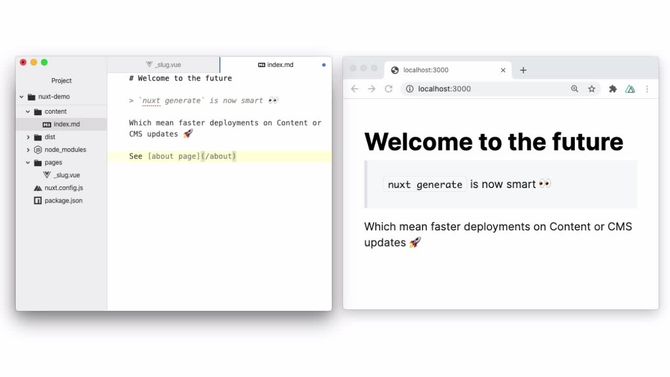 _slug.vue
index.md
Project
nuxt-demo
content
index.md
dist
node_modules
pages
_slug.vue
nuxt.config.js
package.json
# Welcome to the future
> `nuxt generate` is now smart 👀
Which mean faster deployments on Content or
CMS updates 🚀
See [about page](/about)
localhost:3000
localhost:3000
Welcome to the future
nuxt generate is now smart 👀
Which mean faster deployments on Content or CMS
updates 🚀